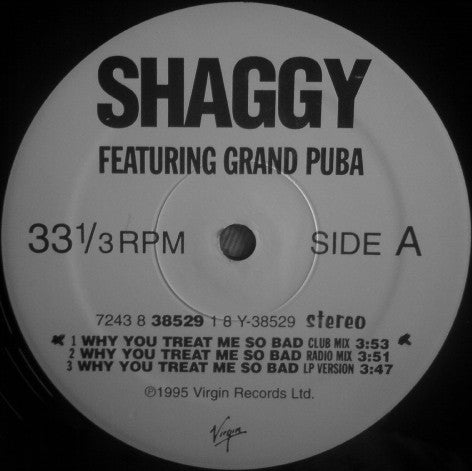 SHAGGY
FEATURING GRAND PUBA
33 1/3 RPM SIDE A
7243 8 38529 1 8 Y-38529 stereo
1 WHY YOU TREAT ME SO BAD CLUB MIX 3:53
2 WHY YOU TREAT ME SO BAD RADIO MIX 3:51
3 WHY YOU TREAT ME SO BAD LP VERSION 3:47
℗1995 Virgin Records Ltd.
Virgin